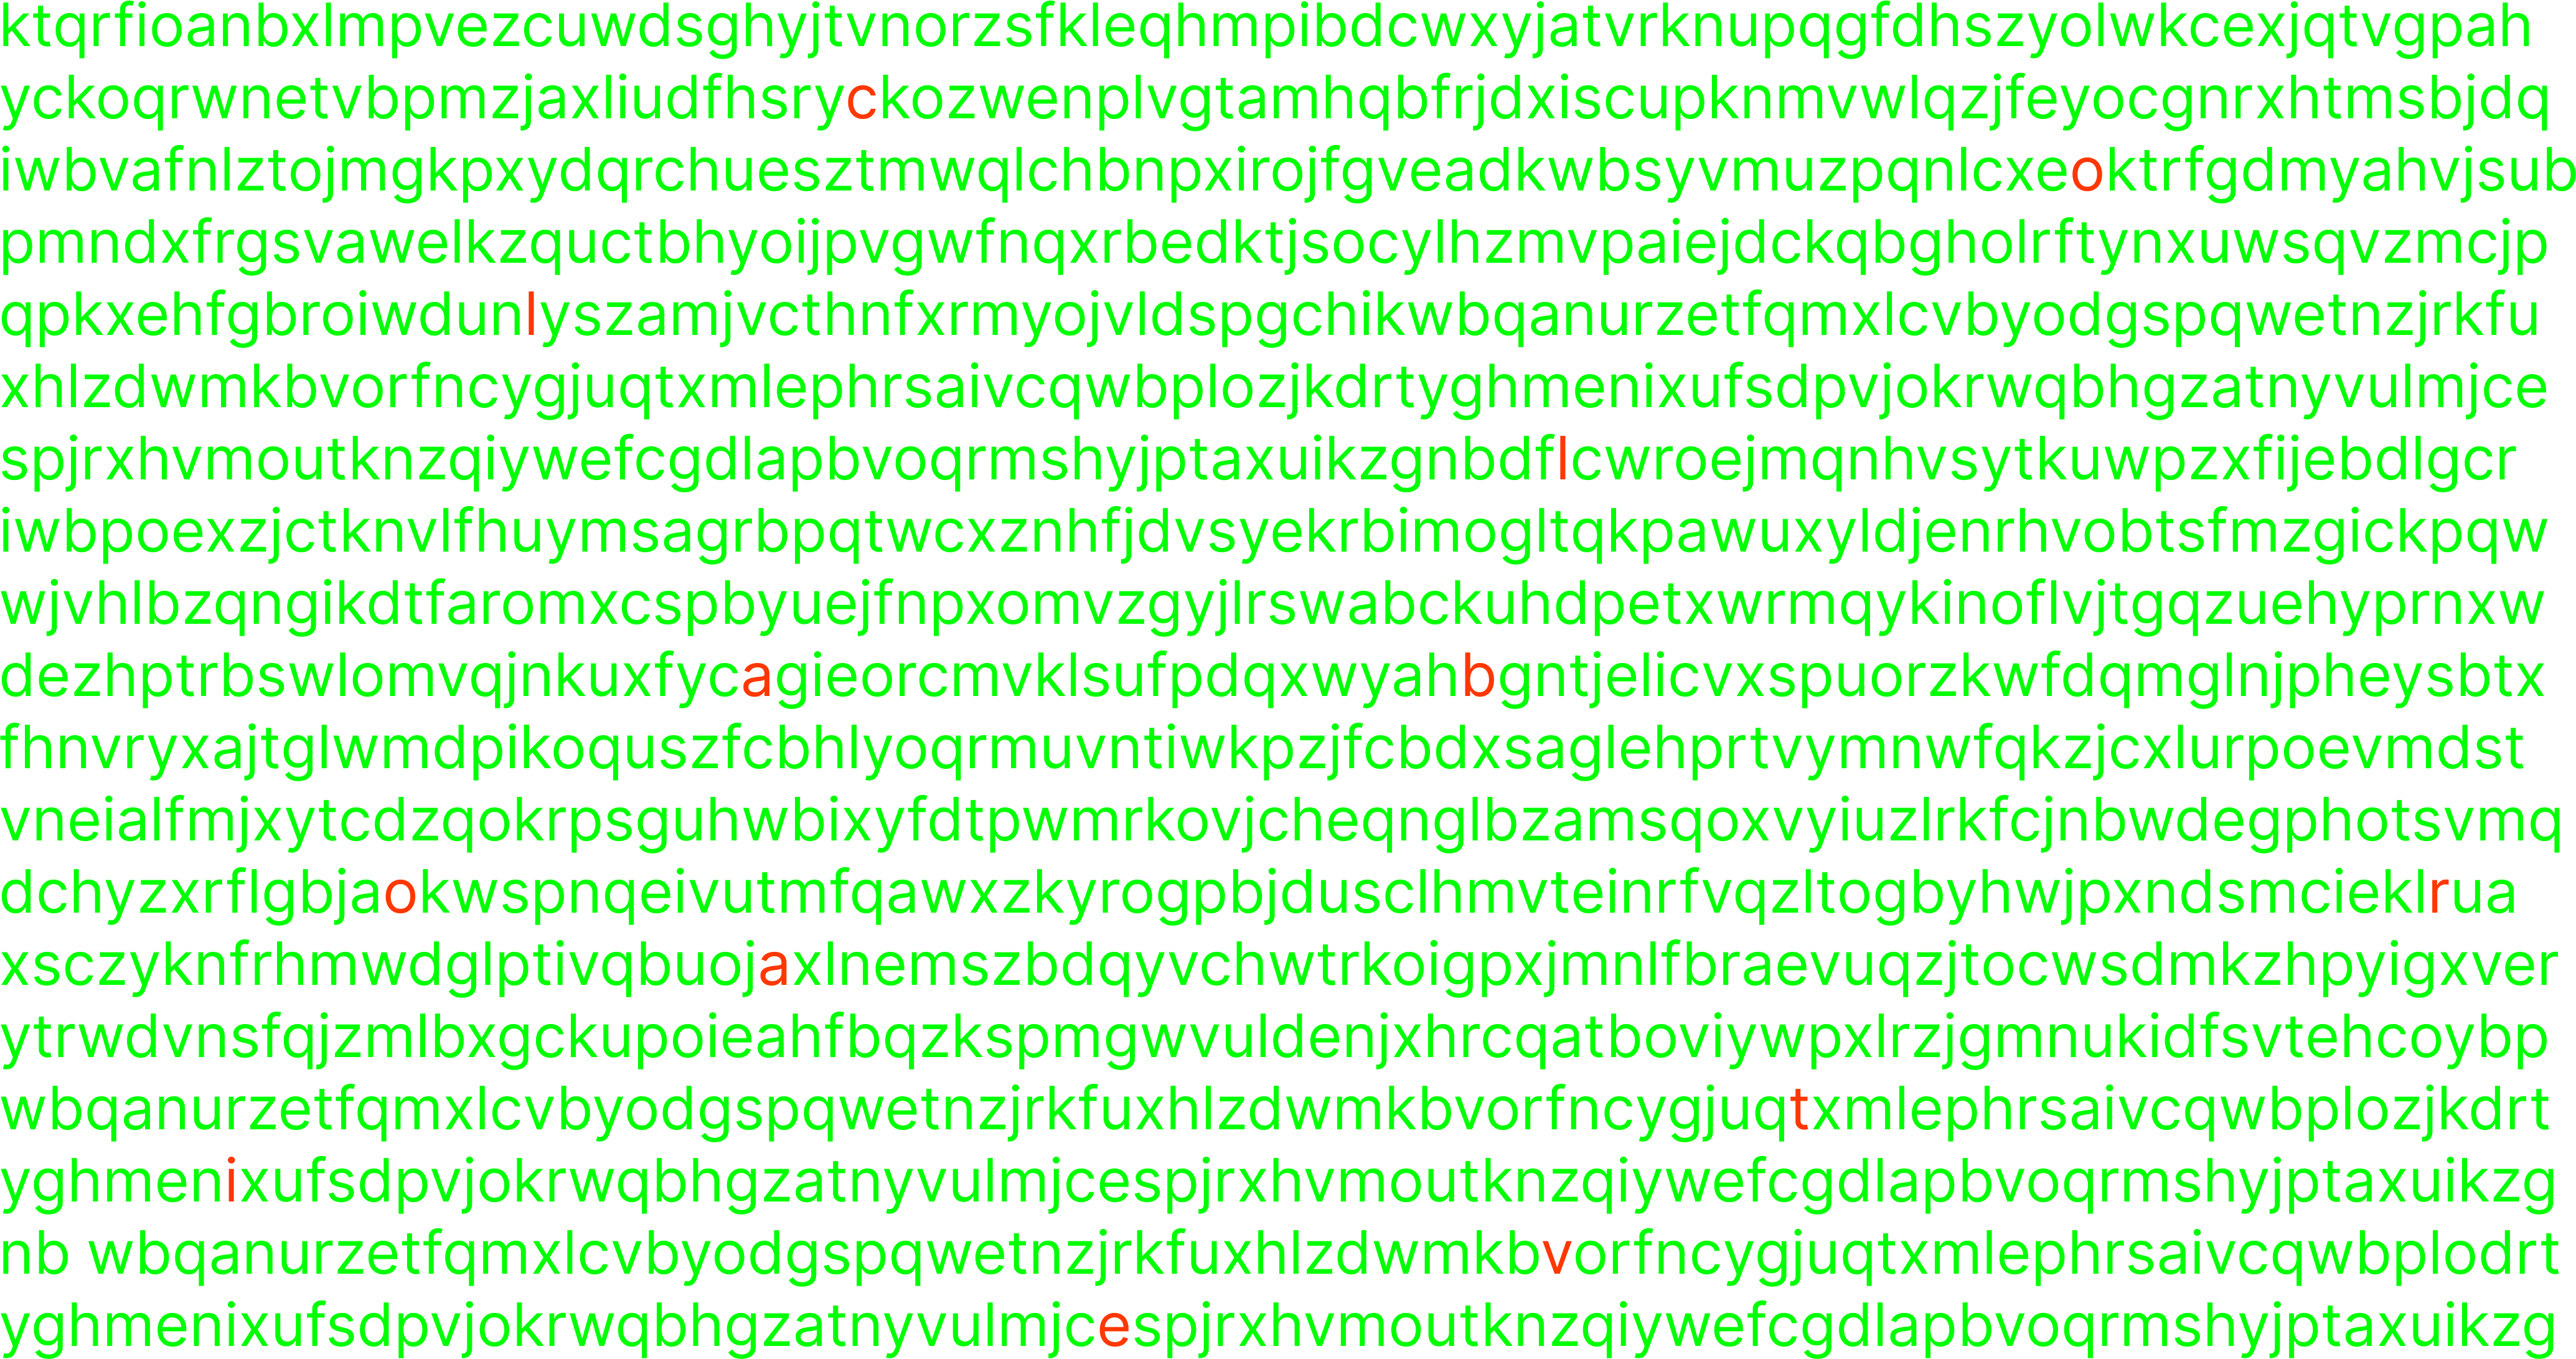 ktqrfioanbxlmpvezcuwdsghyjtvnorzsfkleqhmpibdcwxyjatvrknupqgfdhszyolwkcexjqtvgpah
yckoqrwnetvbpmzjaxliudfhsryckozwenplvgtamhqbfrjdxiscupknmvwlqzjfeyocgnrxhtmsbjdq
iwbvafnlztojmgkpxydqrchuesztmwqlchbnpxirojfgveadkwbsyvmuzpqnlcxeoktrfgdmyahvjsub
pmndxfrgsvawelkzquctbhyoijpvgwfnqxrbedktjsocylhzmvpaiejdckqbgholrftynxuwsqvzmcjp
qpkxehfgbroiwdunlyszamjvcthnfxrmyojvldspgchikwbqanurzetfqmxlcvbyodgspqwetnzjrkfu
xhlzdwmkbvorfncygjuqtxmlephrsaivcqwbplozjkdrtyghmenixufsdpvjokrwqbhgzatnyvulmjce
spjrxhvmoutknzqiywefcgdlapbvoqrmshyjptaxuikzgnbdflcwroejmqnhvsytkuwpzxfijebdlgcr
iwbpoexzjctknvlfhuymsagrbpqtwcxznhfjdvsyekrbimogltqkpawuxyldjenrhvobtsfmzgickpqw
wjvhlbzqngikdtfaromxcspbyuejfnpxomvzgyjlrswabckuhdpetxwrmqykinoflvjtgqzuehyprnxw
dezhptrbswlomvqjnkuxfycagieorcmvklsufpdqxwyahbgntjelicvxspuorzkwfdqmglnjpheysbtx
fhnvryxajtglwmdpikoquszfcbhlyoqrmuvntiwkpzjfcbdxsaglehprtvymnwfqkzjcxlurpoevmdst
vneialfmjxytcdzqokrpsguhwbixyfdtpwmrkovjcheqnglbzamsqoxvyiuzlrkfcjnbwdegphotsvmq
dchyzxrflgbjaokwspnqeivutmfqawxzkyrogpbjdusclhmvteinrfvqzltogbyhwjpxndsmcieklrua
xsczyknfrhmwdglptivqbuojaxlnemszbdqyvchwtrkoigpxjmnlfbraevuqzjtocwsdmkzhpyigxver
ytrwdvnsfqjzmlbxgckupoieahfbqzkspmgwvuldenjxhrcqatboviywpxlrzjgmnukidfsvtehcoybp
wbqanurzetfqmxlcvbyodgspqwetnzjrkfuxhlzdwmkbvorfncygjuqtxmlephrsaivcqwbplozjkdrt
yghmenixufsdpvjokrwqbhgzatnyvulmjcespjrxhvmoutknzqiywefcgdlapbvoqrmshyjptaxuikzg
nb wbqanurzetfqmxlcvbyodgspqwetnzjrkfuxhlzdwmkbvorfncygjuqtxmlephrsaivcqwbplodrt
yghmenixufsdpvjokrwqbhgzatnyvulmjcespjrxhvmoutknzqiywefcgdlapbvoqrmshyjptaxuikzg